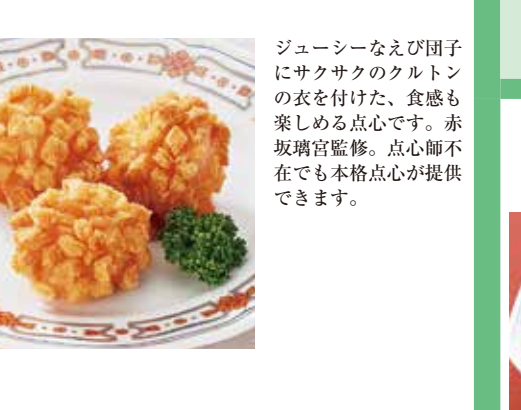 ジューシーなえび団子
にサクサクのクルトン
の衣を付けた、食感も
楽しめる点心です。赤
坂璃宮監修。点心師不
在でも本格点心が提供
できます。